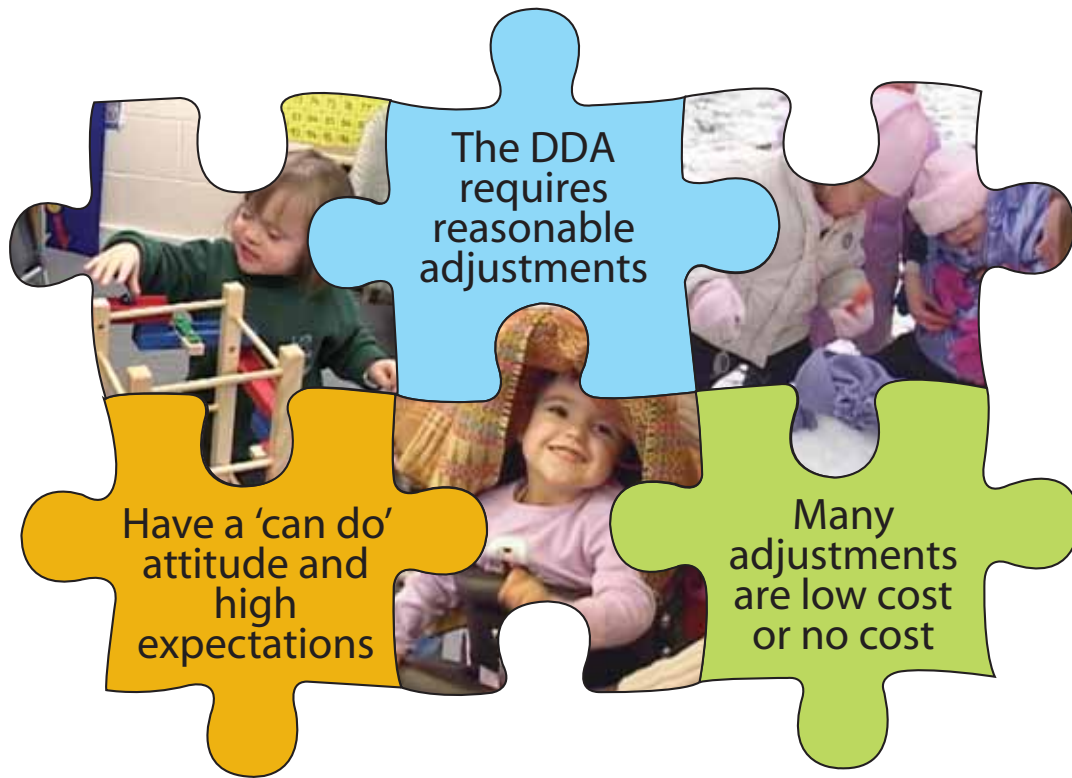 The DDA
requires
reasonable
adjustments
Have a ‘can do’
attitude and
high
expectations
Many
adjustments
are low cost
or no cost